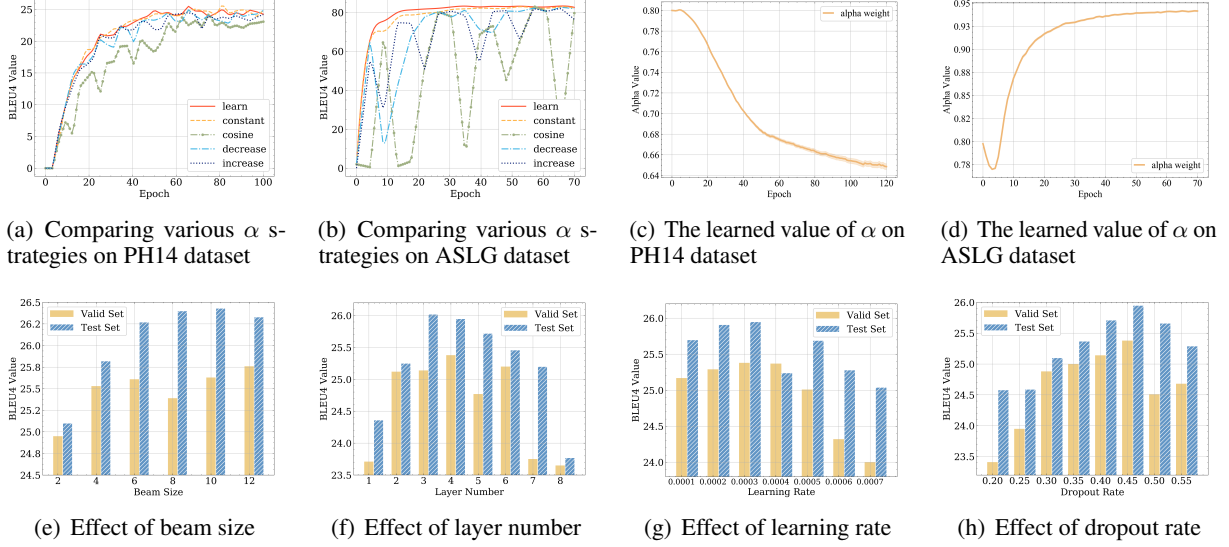 BLEU4 Value
25
20
15
10
5
0
0
20
40
60
80
100
Epoch
learn
constant
cosine
decrease
increase
BLEU4 Value
80
60
40
20
0
0
10
20
30
40
50
60
70
Epoch
learn
constant
cosine
decrease
increase
Alpha Value
0.80
0.78
0.76
0.74
0.72
0.70
0.68
0.66
0.64
0
20
40
60
80
100
120
Epoch
alpha weight
Alpha Value
0.95
0.93
0.90
0.88
0.85
0.82
0.80
0.78
0
10
20
30
40
50
60
70
Epoch
alpha weight
(a) Comparing various α s-
trategies on PH14 dataset
(b) Comparing various α s-
trategies on ASLG dataset
(c) The learned value of α on
PH14 dataset
(d) The learned value of α on
ASLG dataset
BLEU4 Value
26.5
26.2
26.0
25.8
25.5
25.2
25.0
24.8
24.5
2
4
6
8
10
12
Beam Size
Valid Set
Test Set
BLEU4 Value
26.0
25.5
25.0
24.5
24.0
23.5
1
2
3
4
5
6
7
8
Layer Number
Valid Set
Test Set
BLEU4 Value
26.0
25.5
25.0
24.5
24.0
0.0001
0.0002
0.0003
0.0004
0.0005
0.0006
0.0007
Learning Rate
Valid Set
Test Set
BLEU4 Value
26.0
25.5
25.0
24.5
24.0
23.5
0.20
0.25
0.30
0.35
0.40
0.45
0.50
0.55
Dropout Rate
Valid Set
Test Set
(e) Effect of beam size
(f) Effect of layer number
(g) Effect of learning rate
(h) Effect of dropout rate